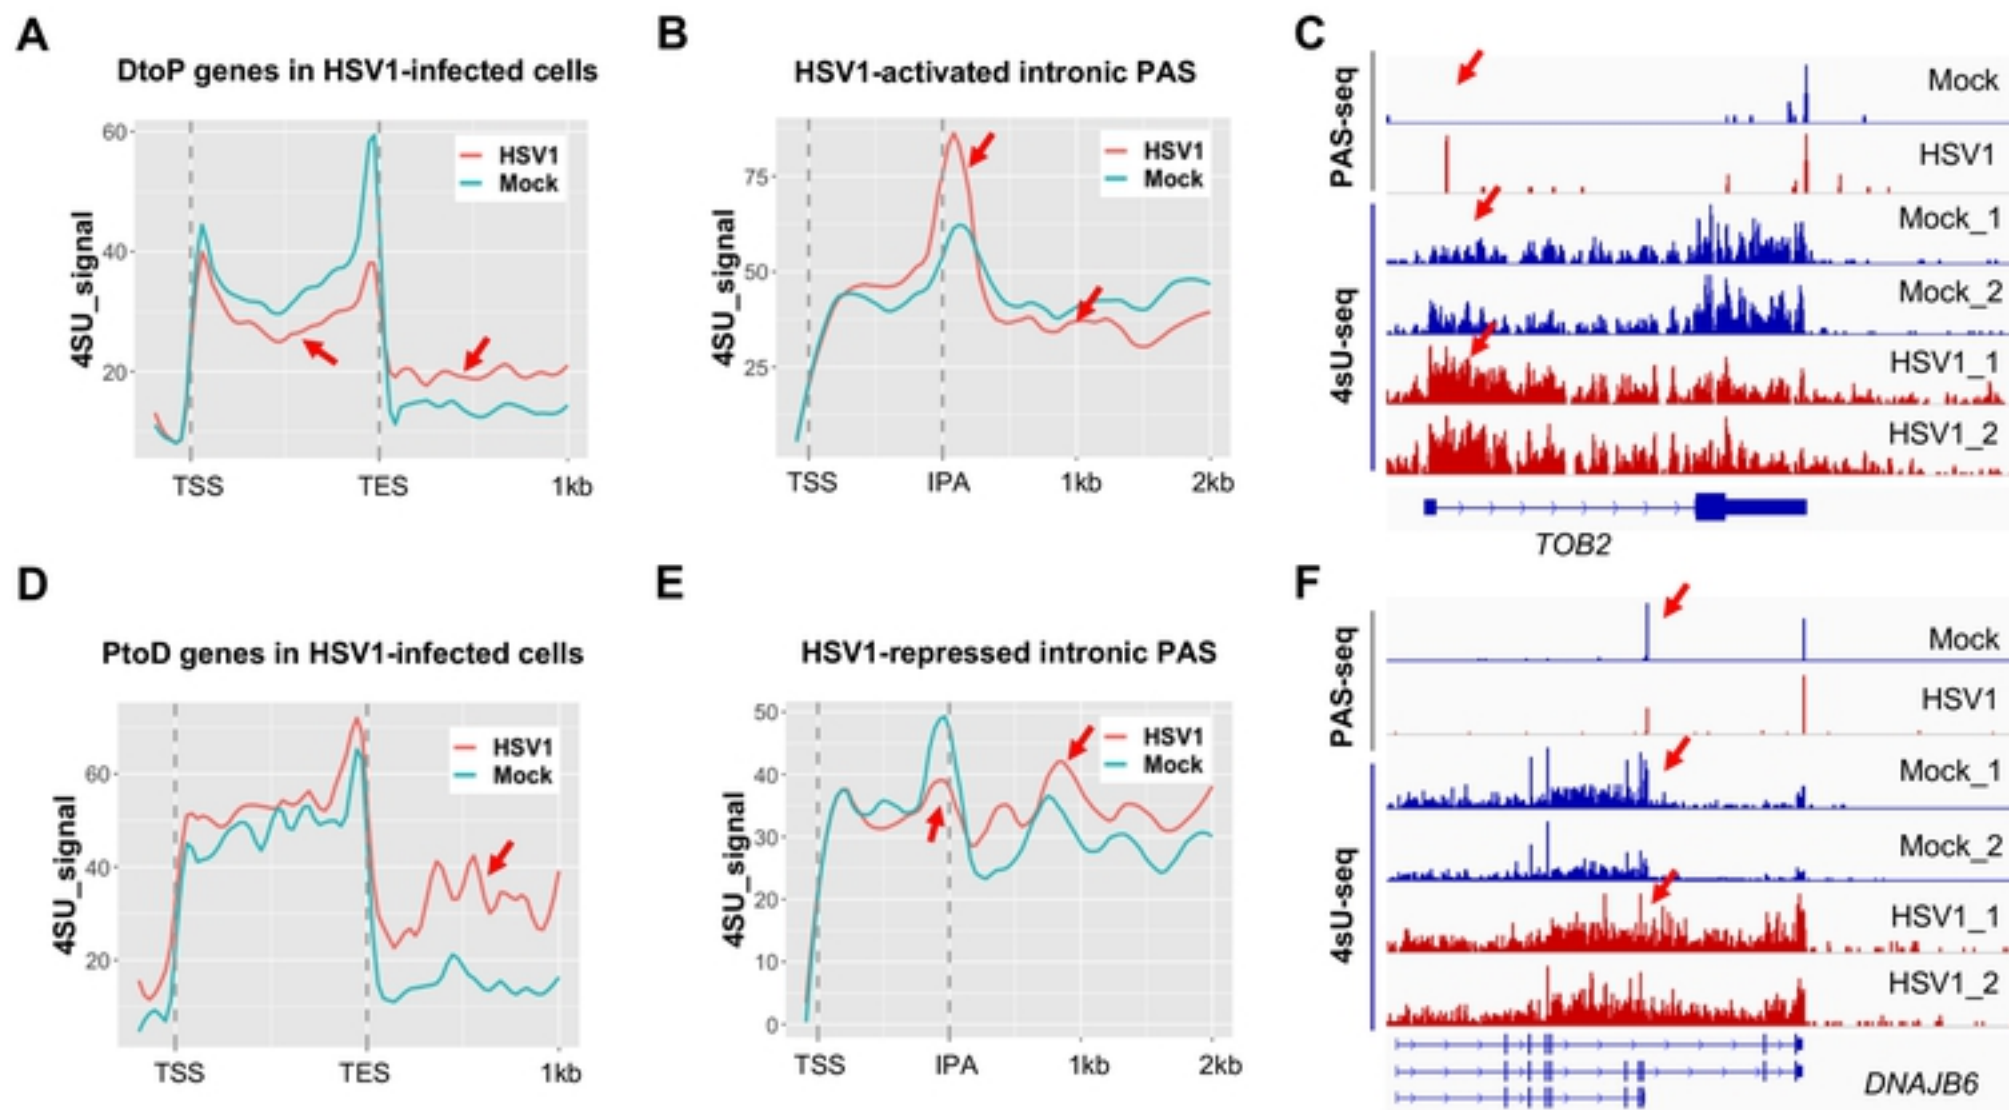 A
DtoP genes in HSV1-infected cells
4SU_signal
60
40
20
HSV1
Mock
TSS
TES
1kb
B
HSV1-activated intronic PAS
4SU_signal
75
50
25
HSV1
Mock
TSS
IPA
1kb
2kb
C
PAS-seq
4sU-seq
Mock
HSV1
Mock_1
Mock_2
HSV1_1
HSV1_2
TOB2
D
PtoD genes in HSV1-infected cells
4SU_signal
60
40
20
HSV1
Mock
TSS
TES
1kb
E
HSV1-repressed intronic PAS
4SU_signal
50
40
30
20
10
0
HSV1
Mock
TSS
IPA
1kb
2kb
F
PAS-seq
4sU-seq
Mock
HSV1
Mock_1
Mock_2
HSV1_1
HSV1_2
DNAJB6